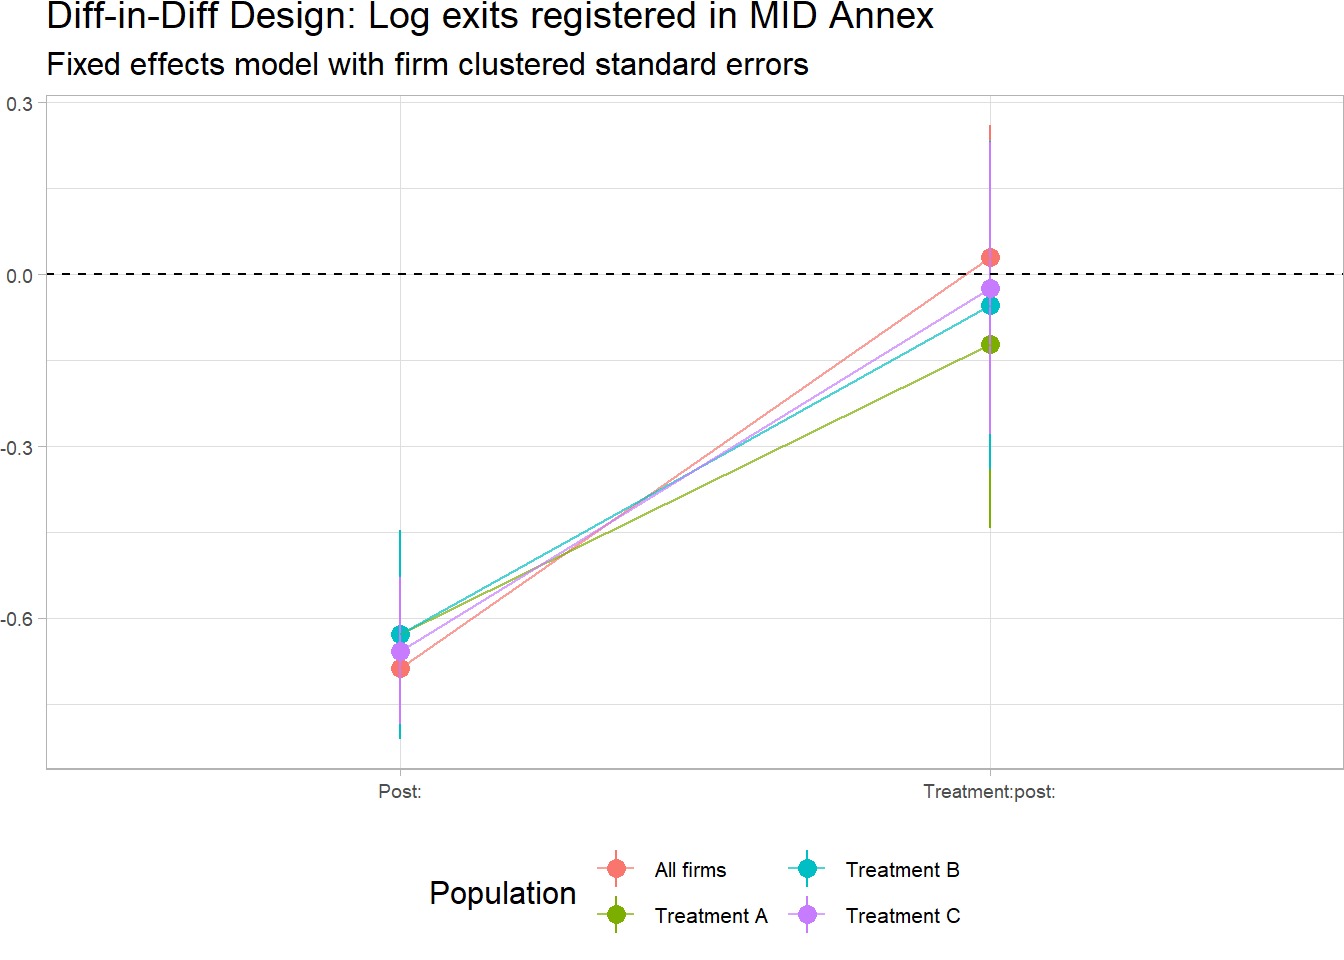 Diff-in-Diff Design: Log exits registered in MID Annex
Fixed effects model with firm clustered standard errors
0.3
0.0
-0.3
-0.6
Post:
Treatment:post:
Population
All firms
Treatment A
Treatment B
Treatment C